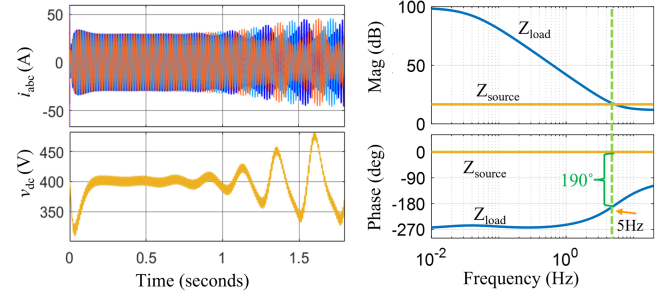 50
0
-50
i_abc (A)
450
400
350
v_dc (V)
0 0.5 1 1.5
Time (seconds)
100
50
0
Mag (dB)
Z_load
Z_source
0
-90
-180
-270
Phase (deg)
Z_source
190°
Z_load
5Hz
10^-2 10^0
Frequency (Hz)